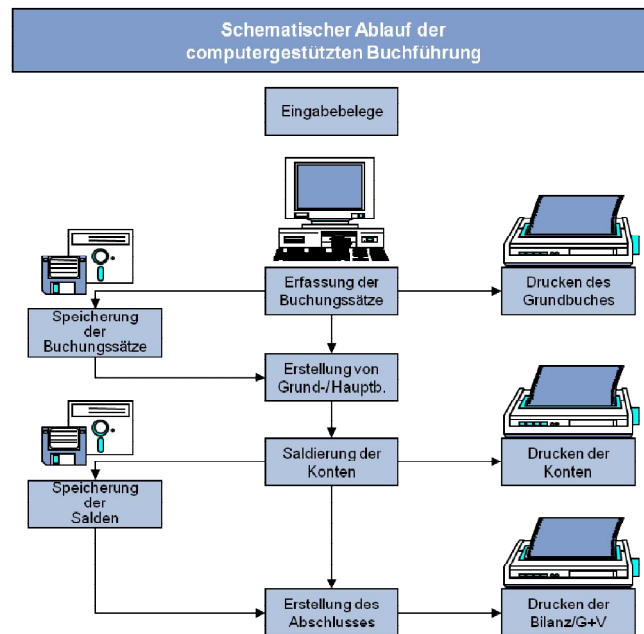 Schematischer Ablauf der
computergestützten Buchführung
Eingabebelege
Erfassung der
Buchungssätze
Drucken des
Grundbuches
Speicherung
der
Buchungssätze
Erstellung von
Grund-/Hauptb.
Saldierung der
Konten
Drucken der
Konten
Speicherung
der
Salden
Erstellung des
Abschlusses
Drucken der
Bilanz/G+V